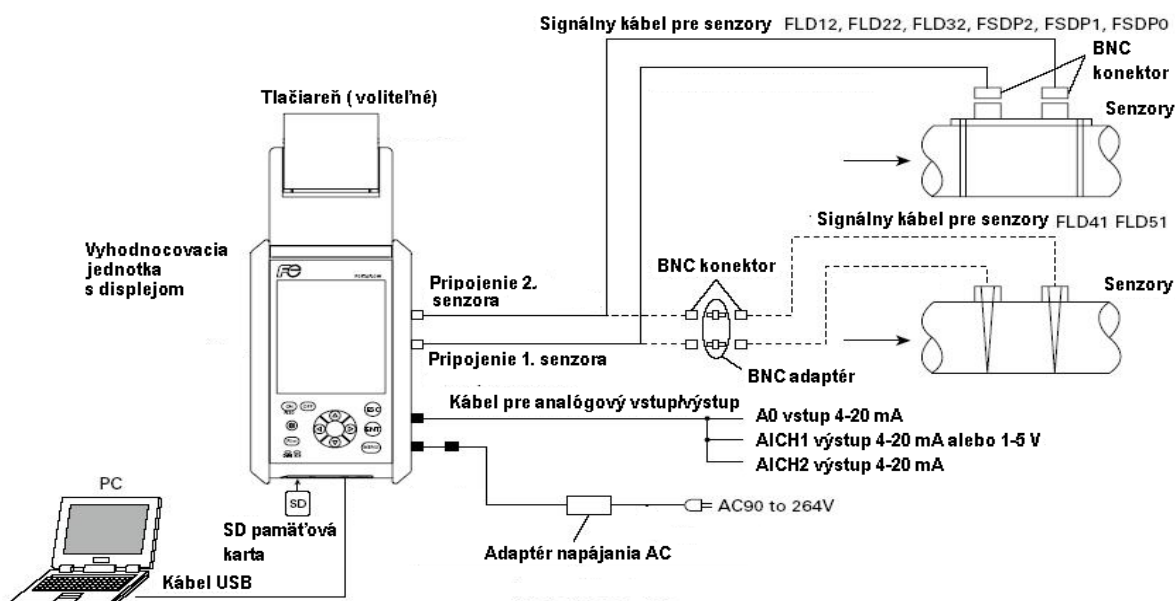 Signálny kábel pre senzory FLD12, FLD22, FLD32, FSDP2, FSDP1, FSDP0
BNC
konektor
Tlačiareň ( voliteľné)
Senzory
Signálny kábel pre senzory FLD41 FLD51
Vyhodnocovacia
jednotka
s displejom
BNC konektor
Pripojenie 2.
senzora
Senzory
Pripojenie 1. senzora
BNC adaptér
Kábel pre analógový vstup/výstup
A0 vstup 4-20 mA
AICH1 výstup 4-20 mA alebo 1-5 V
AICH2 výstup 4-20 mA
ESC
ENT
PC
SD
AC90 to 264V
SD pamäťová
karta
Adaptér napájania AC
Kábel USB